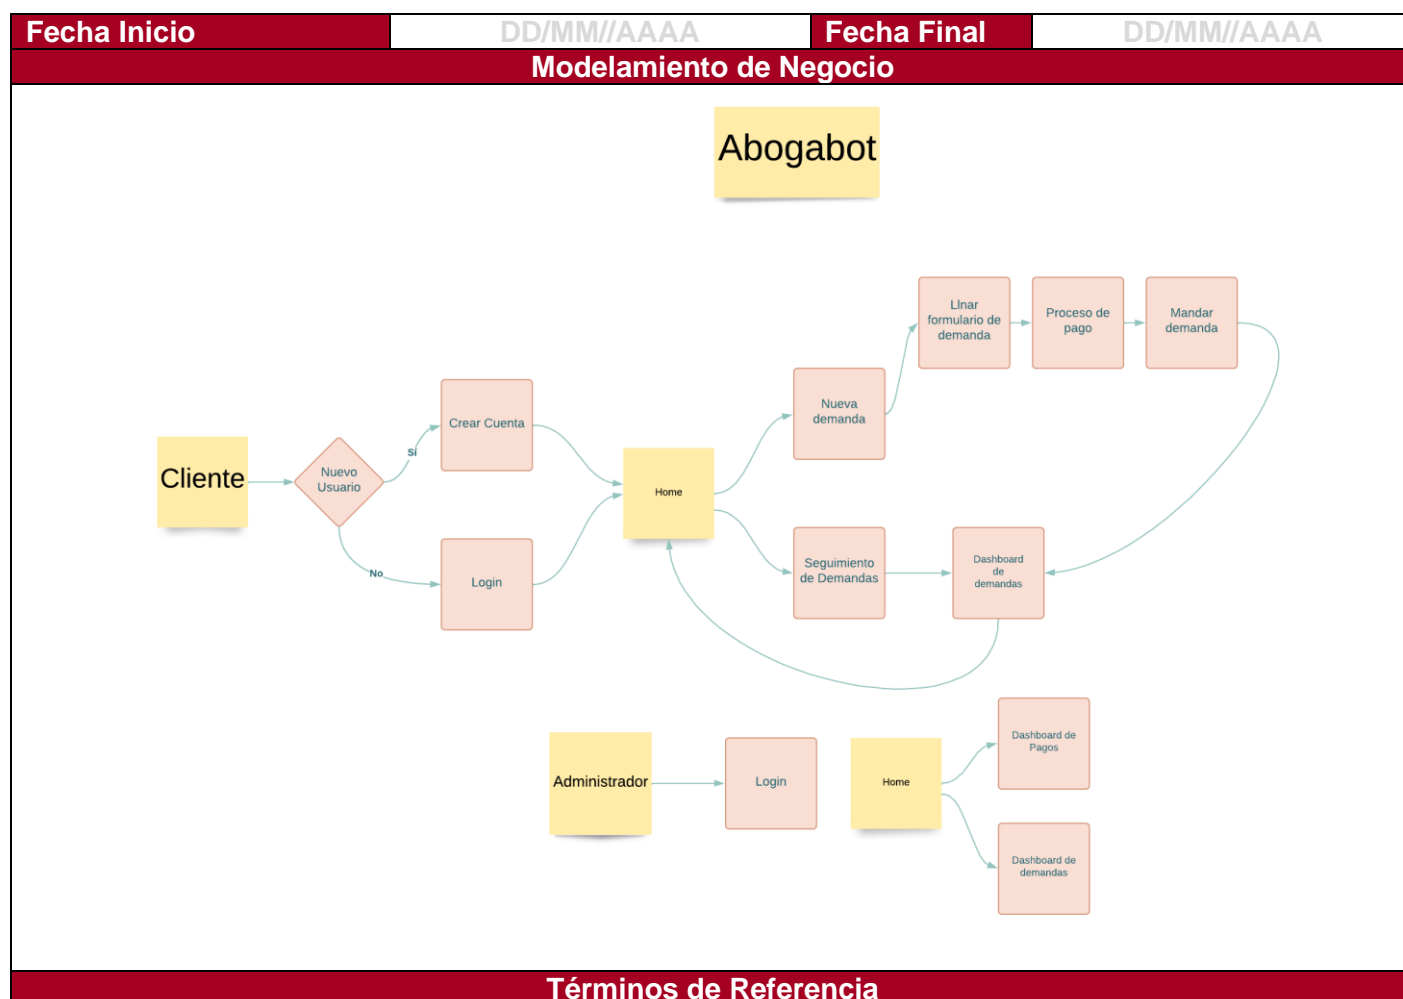 Fecha Inicio DD/MM//AAAA Fecha Final DD/MM//AAAA
Modelamiento de Negocio
Abogabot
Llnar
formulario de
demanda
Proceso de
pago
Mandar
demanda
Nueva
demanda
Crear Cuenta
Sí
Cliente
Nuevo
Usuario
Home
No
Login
Seguimiento
de Demandas
Dashboard
de
demandas
Administrador
Login
Home
Dashboard de
Pagos
Dashboard de
demandas
Términos de Referencia